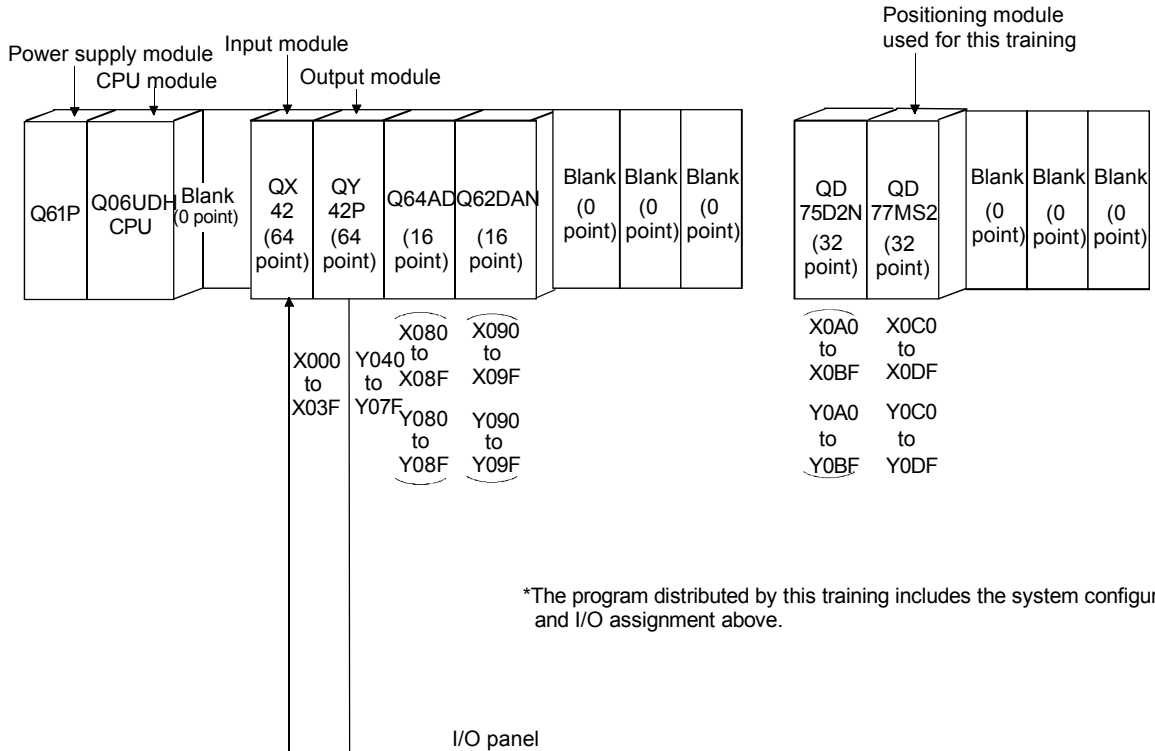 Power supply module
CPU module
Input module
Output module
Positioning module
used for this training
Q61P
Q06UDH
CPU
Blank
(0 point)
QX
42
(64
point)
QY
42P
(64
point)
Q64AD
(16
point)
Q62DAN
(16
point)
Blank
(0
point)
Blank
(0
point)
Blank
(0
point)
QD
75D2N
(32
point)
QD
77MS2
(32
point)
Blank
(0
point)
Blank
(0
point)
Blank
(0
point)
X000
to
X03F
Y040
to
Y07F
X080
to
X08F
Y080
to
Y08F
X090
to
X09F
Y090
to
Y09F
X0A0
to
X0BF
Y0A0
to
Y0BF
X0C0
to
X0DF
Y0C0
to
Y0DF
*The program distributed by this training includes the system configur
and I/O assignment above.
I/O panel